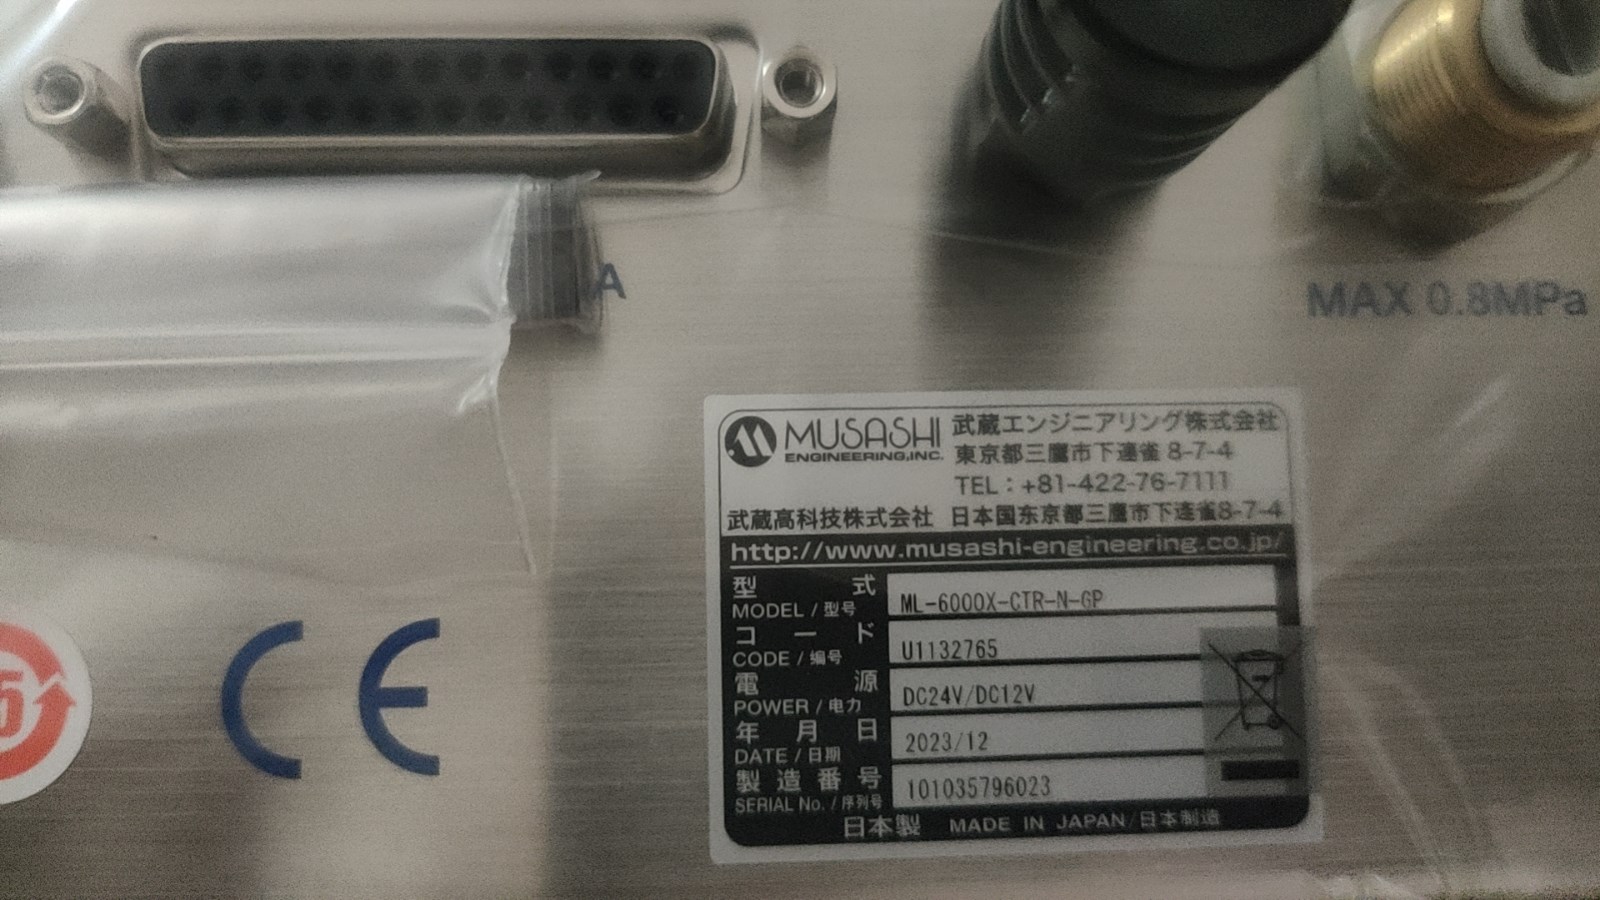 A
MAX 0.8MPa
MUSASHI
ENGINEERING,INC.
武蔵エンジニアリング株式会社
東京都三鷹市下連雀 8-7-4
TEL：+81-422-76-7111
武蔵高科技株式会社 日本国东京都三鹰市下连雀8-7-4
http://www.musashi-engineering.co.jp/
型式
MODEL / 型号
ML-6000X-CTR-N-GP
コード
CODE / 编号
U1132765
電源
POWER / 电力
DC24V/DC12V
年月日
DATE / 日期
2023/12
製造番号
SERIAL No. / 序列号
101035796023
日本製 MADE IN JAPAN/日本制造
CE
5